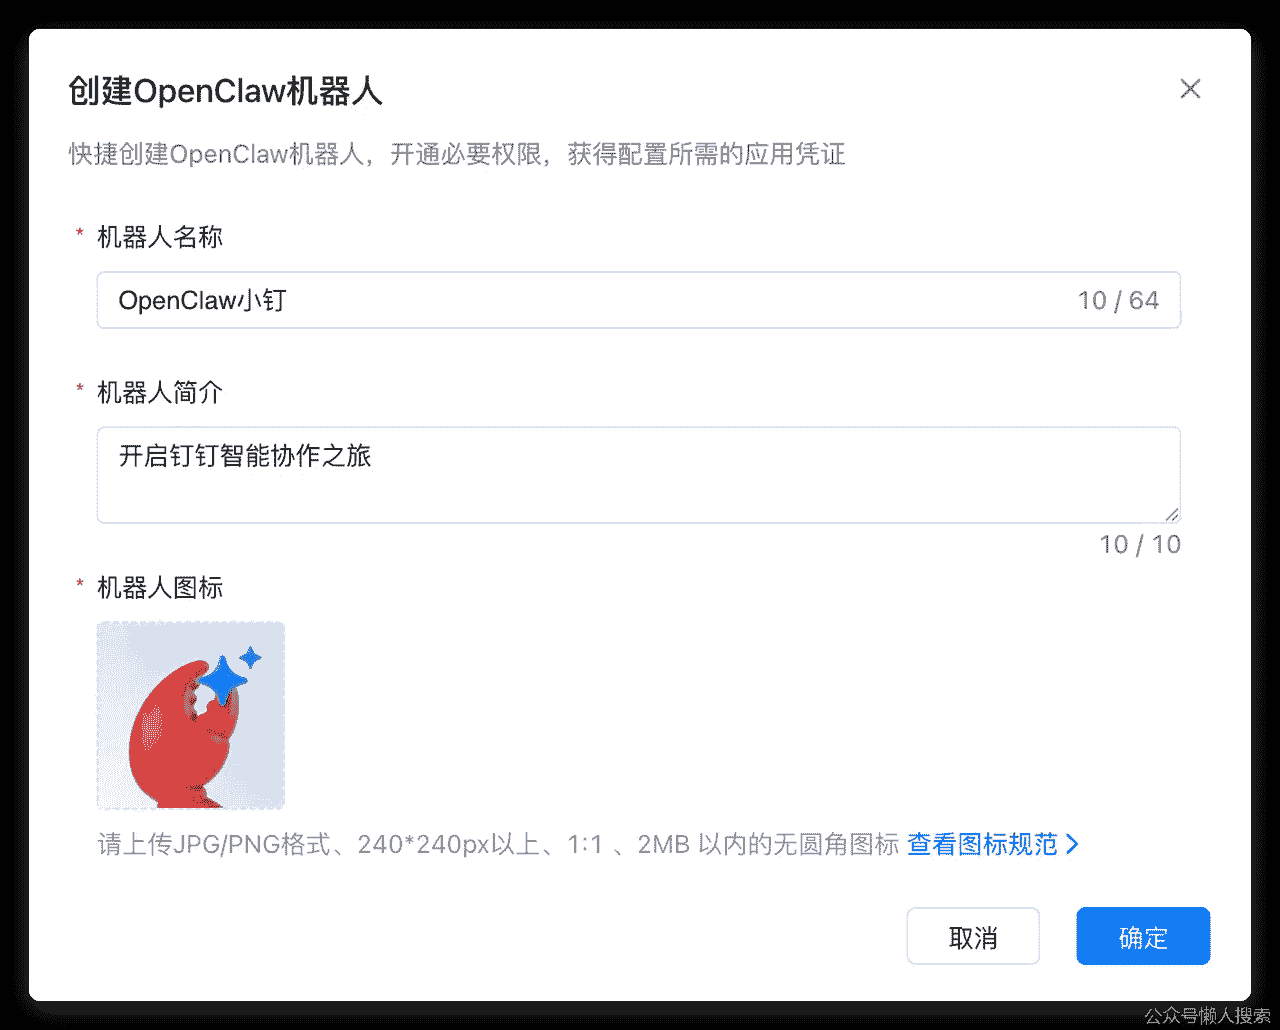 创建OpenClaw机器人
快捷创建OpenClaw机器人，开通必要权限，获得配置所需的应用凭证
* 机器人名称
OpenClaw小钉 10 / 64
* 机器人简介
开启钉钉智能协作之旅
10 / 10
* 机器人图标
请上传JPG/PNG格式、240*240px以上、1:1 、2MB 以内的无圆角图标 查看图标规范 >
取消 确定
公众号懒人搜索